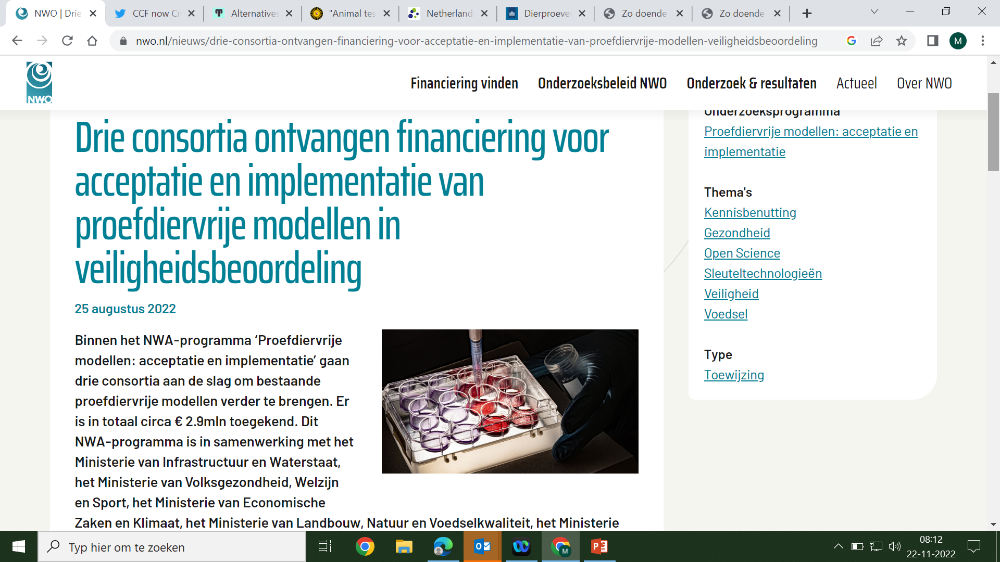 NWO | Drie
CCF now Cr
Alternatives
"Animal tes
Netherland
Dierproever
Zo doende
Zo doende
nwo.nl/nieuws/drie-consortia-ontvangen-financiering-voor-acceptatie-en-implementatie-van-proefdiervrije-modellen-veiligheidsbeoordeling
M
NWO
Financiering vinden
Onderzoeksbeleid NWO
Onderzoek & resultaten
Actueel
Over NWO
Drie consortia ontvangen financiering voor
acceptatie en implementatie van
proefdiervrije modellen in
veiligheidsbeoordeling
25 augustus 2022
Binnen het NWA-programma ‘Proefdiervrije
modellen: acceptatie en implementatie’ gaan
drie consortia aan de slag om bestaande
proefdiervrije modellen verder te brengen. Er
is in totaal circa € 2.9mln toegekend. Dit
NWA-programma is in samenwerking met het
Ministerie van Infrastructuur en Waterstaat,
het Ministerie van Volksgezondheid, Welzijn
en Sport, het Ministerie van Economische
Zaken en Klimaat, het Ministerie van Landbouw, Natuur en Voedselkwaliteit, het Ministerie
Onderzoeksprogramma
Proefdiervrije modellen: acceptatie en
implementatie
Thema's
Kennisbenutting
Gezondheid
Open Science
Sleuteltechnologieën
Veiligheid
Voedsel
Type
Toewijzing
Typ hier om te zoeken
08:12
22-11-2022